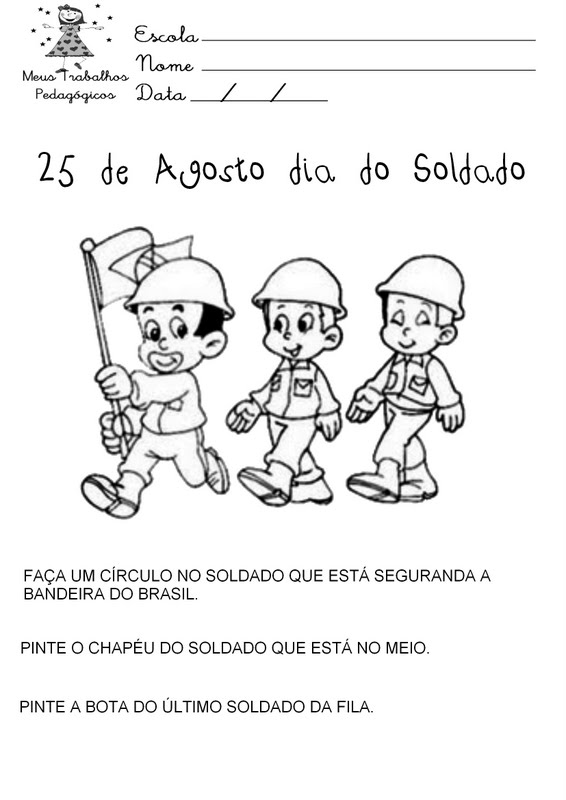 Escola
Nome
Meus Trabalhos
Pedagógicos
Data / /
25 de Agosto dia do Soldado
FAÇA UM CÍRCULO NO SOLDADO QUE ESTÁ SEGURANDA A
BANDEIRA DO BRASIL.
PINTE O CHAPÉU DO SOLDADO QUE ESTÁ NO MEIO.
PINTE A BOTA DO ÚLTIMO SOLDADO DA FILA.